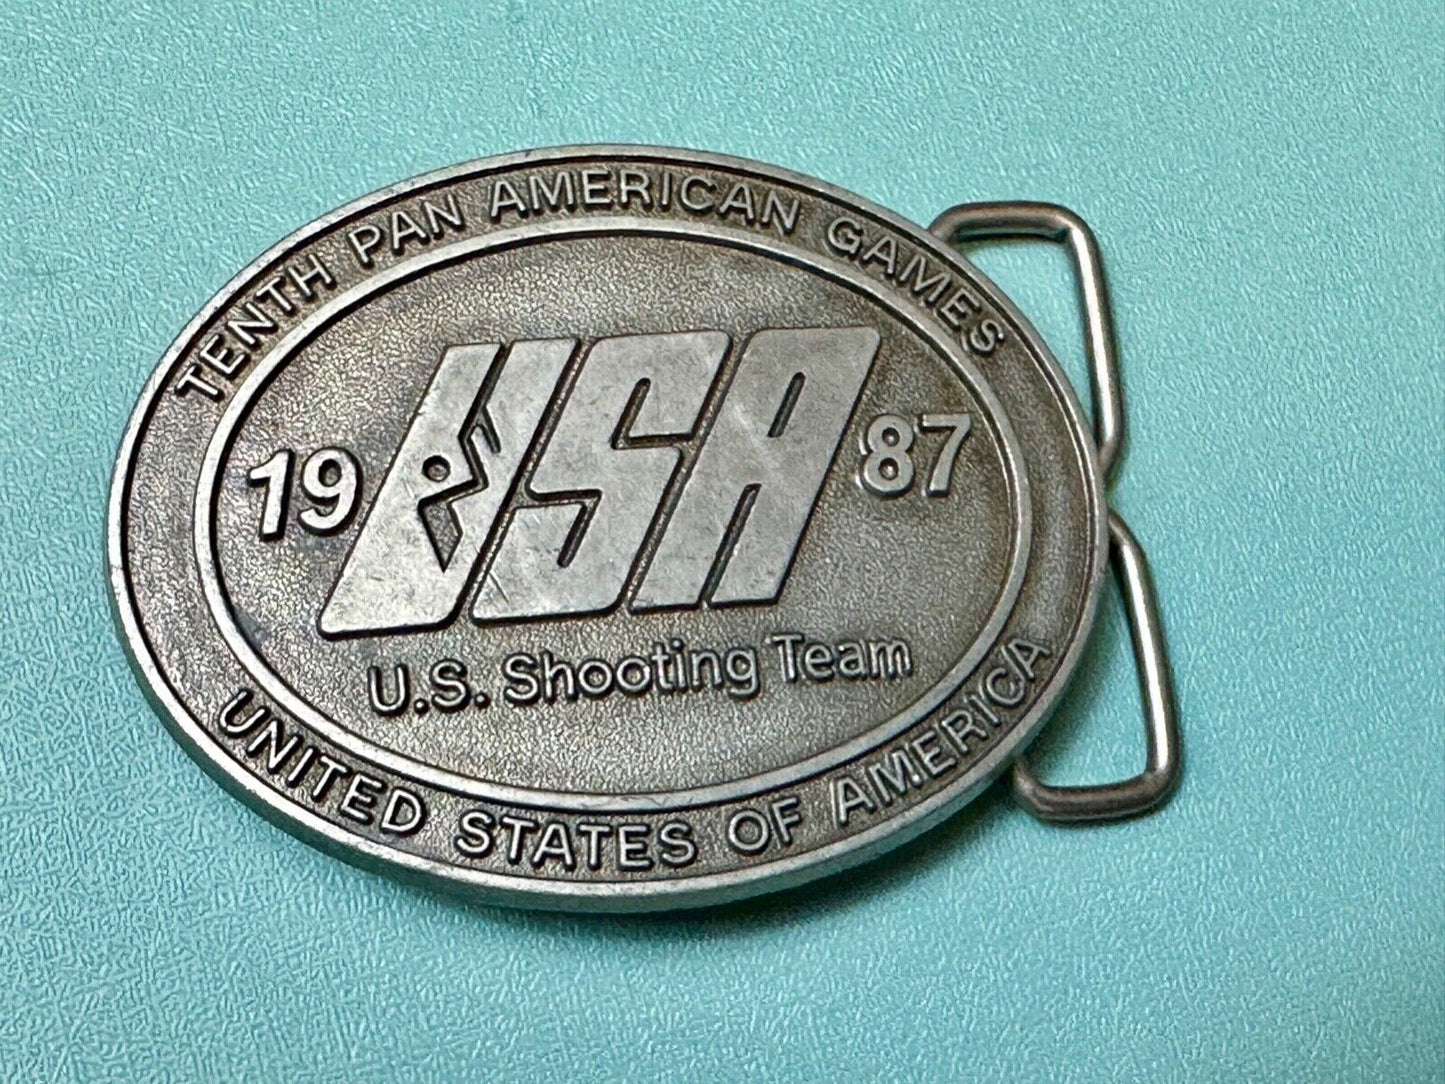 TENTH PAN AMERICAN GAMES
19 USA 87
U.S. Shooting Team
UNITED STATES OF AMERICA